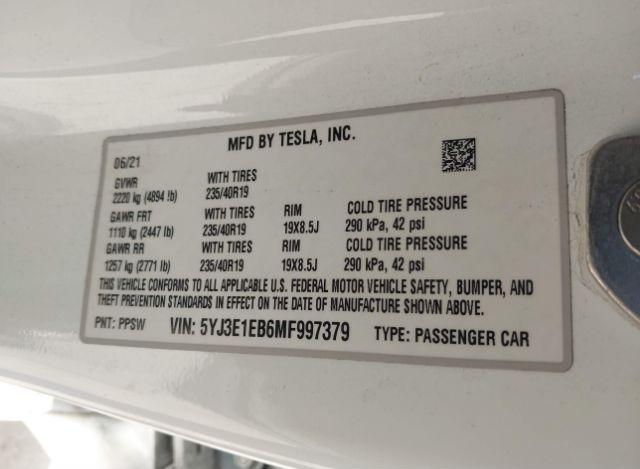 MFD BY TESLA, INC.
06/21
GVWR WITH TIRES
2220 kg (4894 lb) 235/40R19
GAWR FRT WITH TIRES RIM COLD TIRE PRESSURE
1110 kg (2447 lb) 235/40R19 19X8.5J 290 kPa, 42 psi
GAWR RR WITH TIRES RIM COLD TIRE PRESSURE
1257 kg (2771 lb) 235/40R19 19X8.5J 290 kPa, 42 psi
THIS VEHICLE CONFORMS TO ALL APPLICABLE U.S. FEDERAL MOTOR VEHICLE SAFETY, BUMPER, AND
THEFT PREVENTION STANDARDS IN EFFECT ON THE DATE OF MANUFACTURE SHOWN ABOVE.
PNT: PPSW VIN: 5YJ3E1EB6MF997379 TYPE: PASSENGER CAR